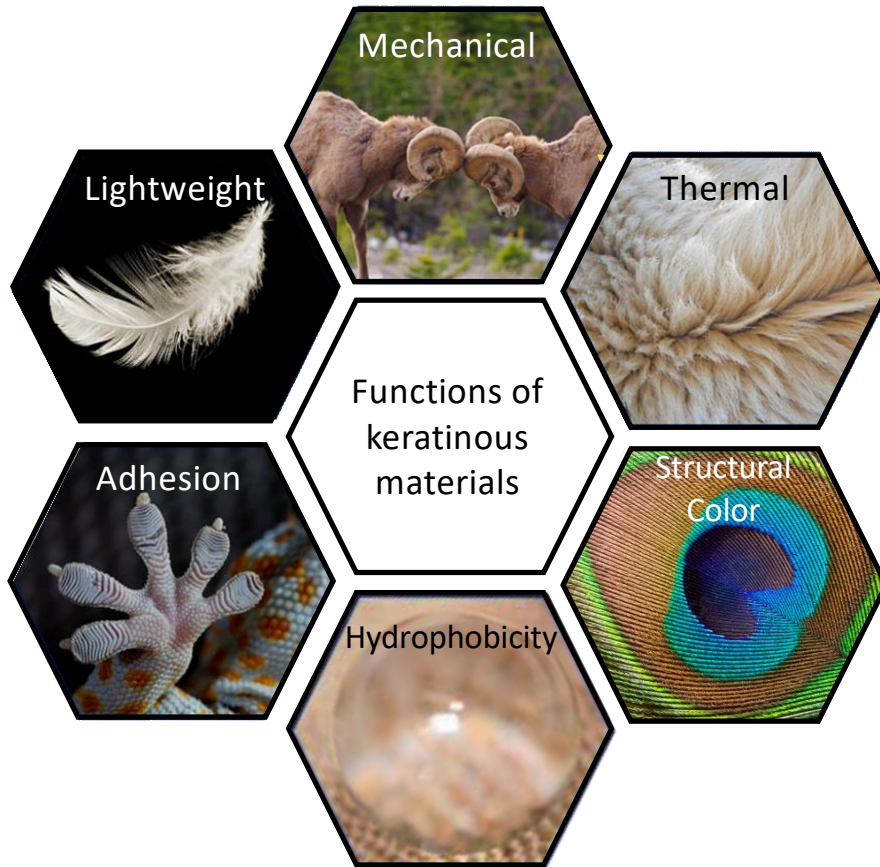 Mechanical
Lightweight
Thermal
Functions of
keratinous
materials
Adhesion
Structural
Color
Hydrophobicity